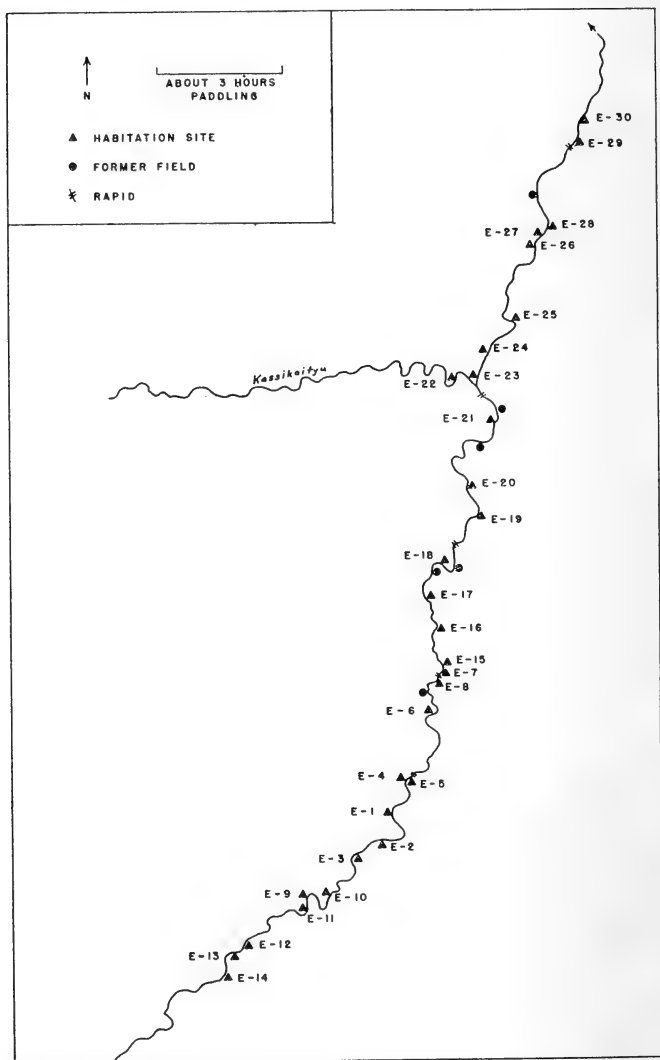 N
ABOUT 3 HOURS
PADDLING
HABITATION SITE
FORMER FIELD
RAPID
E-30
E-29
E-28
E-27
E-26
E-25
E-24
Kassikaityu
E-22
E-23
E-21
E-20
E-19
E-18
E-17
E-16
E-15
E-7
E-8
E-6
E-4
E-5
E-1
E-2
E-3
E-9
E-10
E-11
E-12
E-13
E-14